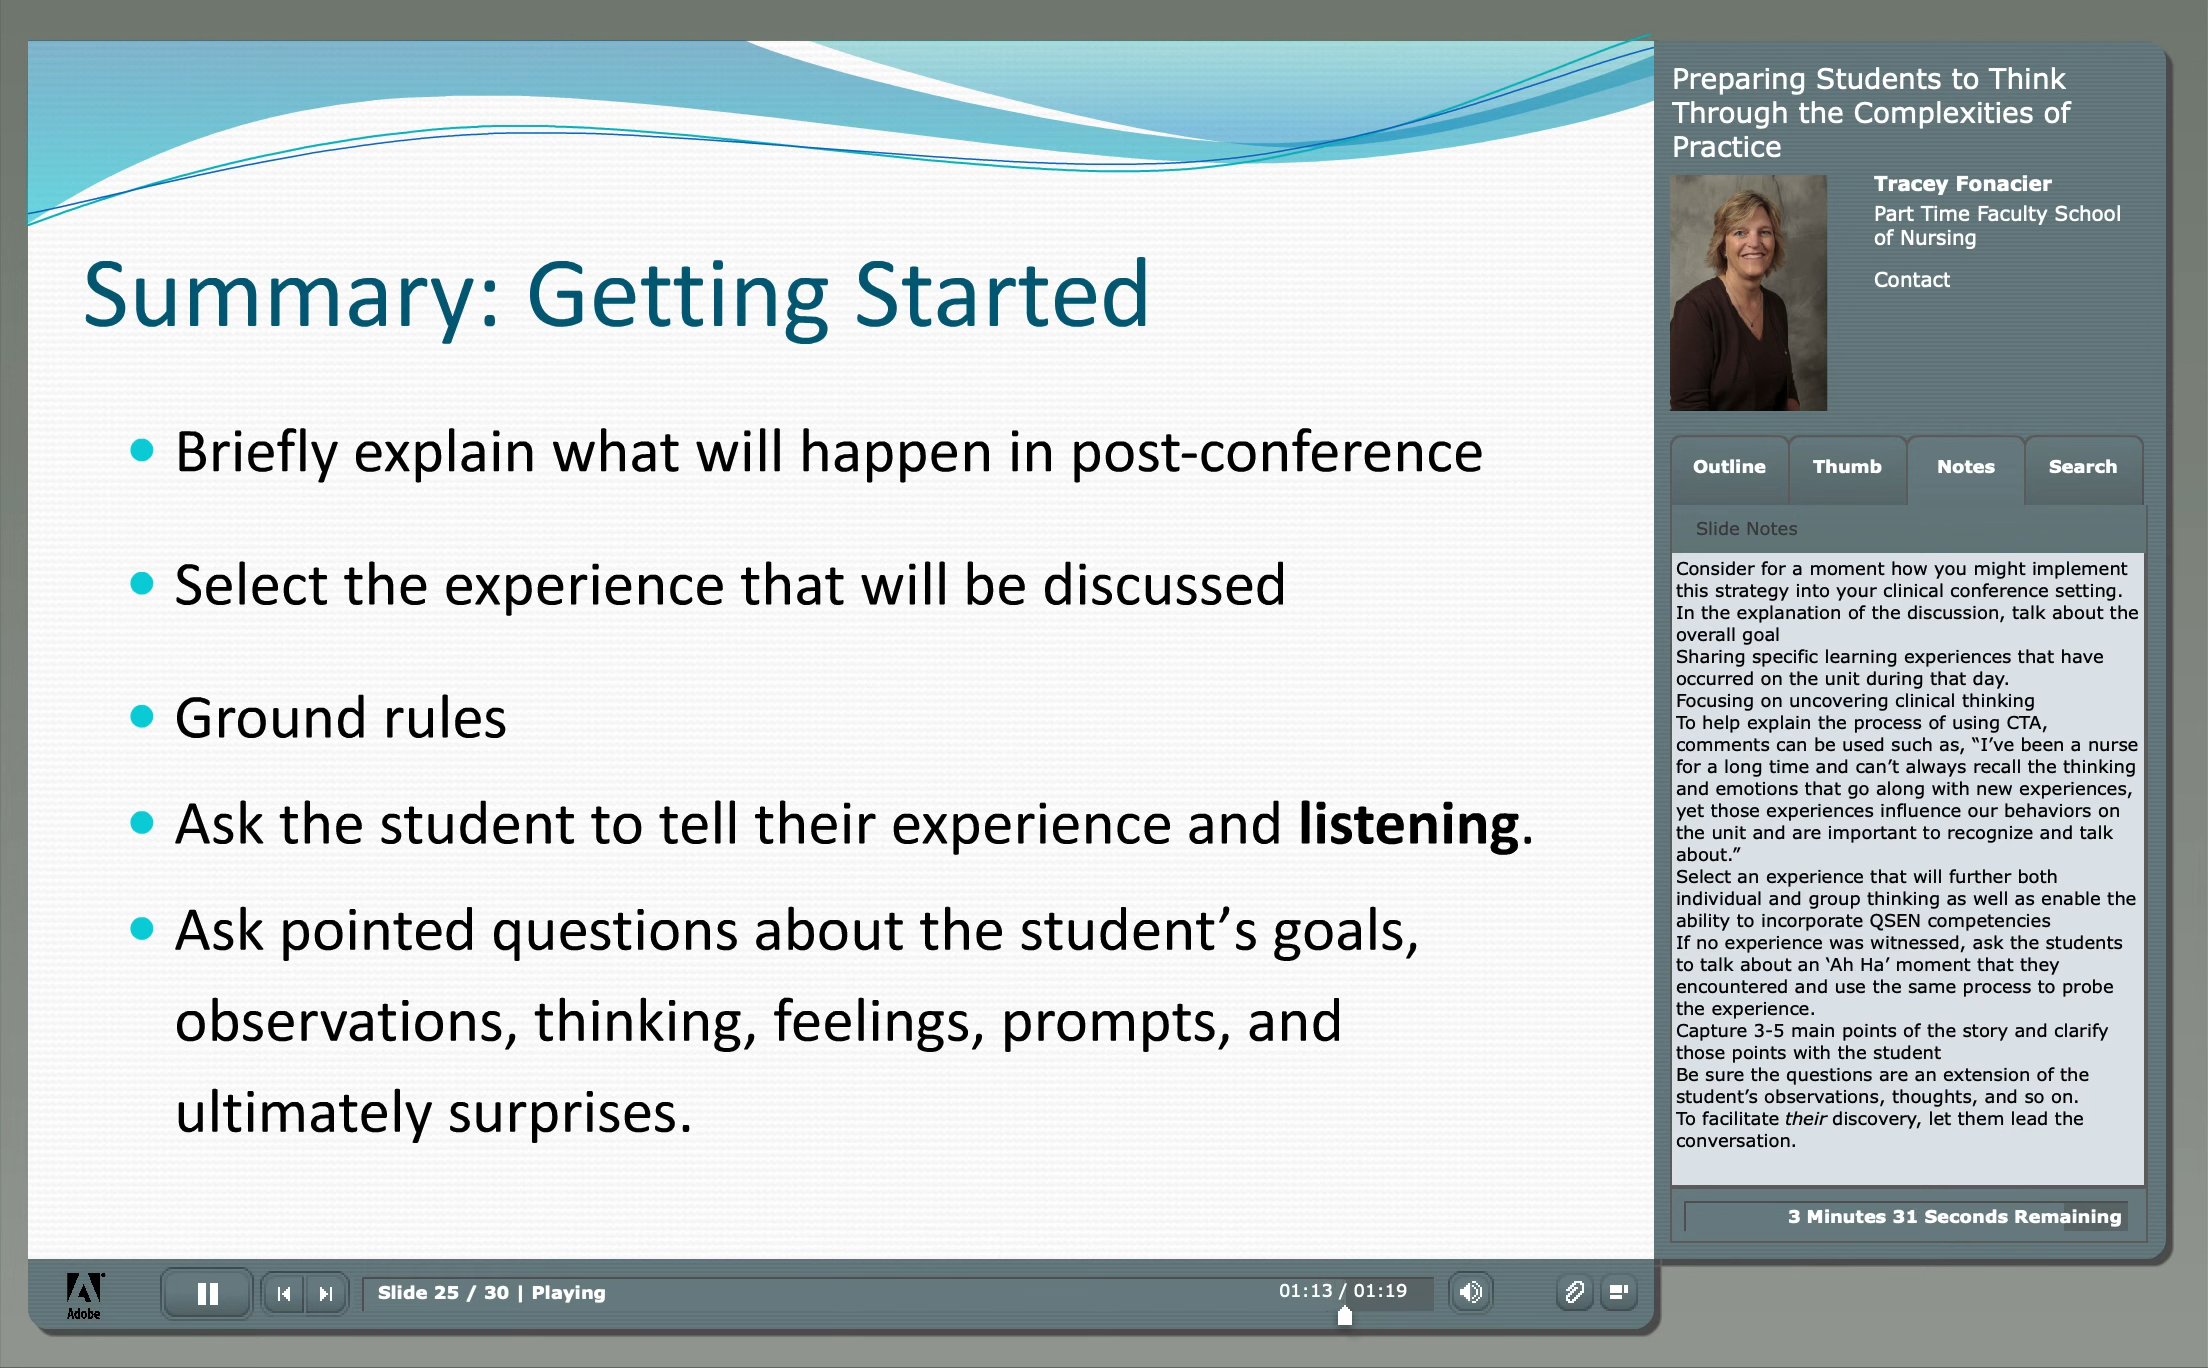 Summary: Getting Started
Briefly explain what will happen in post-conference
Select the experience that will be discussed
Ground rules
Ask the student to tell their experience and listening.
Ask pointed questions about the student’s goals,
observations, thinking, feelings, prompts, and
ultimately surprises.
Adobe
Slide 25 / 30 | Playing
01:13 / 01:19
Preparing Students to Think
Through the Complexities of
Practice
Tracey Fonacier
Part Time Faculty School
of Nursing
Contact
Outline
Thumb
Notes
Search
Slide Notes
Consider for a moment how you might implement
this strategy into your clinical conference setting.
In the explanation of the discussion, talk about the
overall goal
Sharing specific learning experiences that have
occurred on the unit during that day.
Focusing on uncovering clinical thinking
To help explain the process of using CTA,
comments can be used such as, “I’ve been a nurse
for a long time and can’t always recall the thinking
and emotions that go along with new experiences,
yet those experiences influence our behaviors on
the unit and are important to recognize and talk
about.”
Select an experience that will further both
individual and group thinking as well as enable the
ability to incorporate QSEN competencies
If no experience was witnessed, ask the students
to talk about an ‘Ah Ha’ moment that they
encountered and use the same process to probe
the experience.
Capture 3-5 main points of the story and clarify
those points with the student
Be sure the questions are an extension of the
student’s observations, thoughts, and so on.
To facilitate their discovery, let them lead the
conversation.
3 Minutes 31 Seconds Remaining